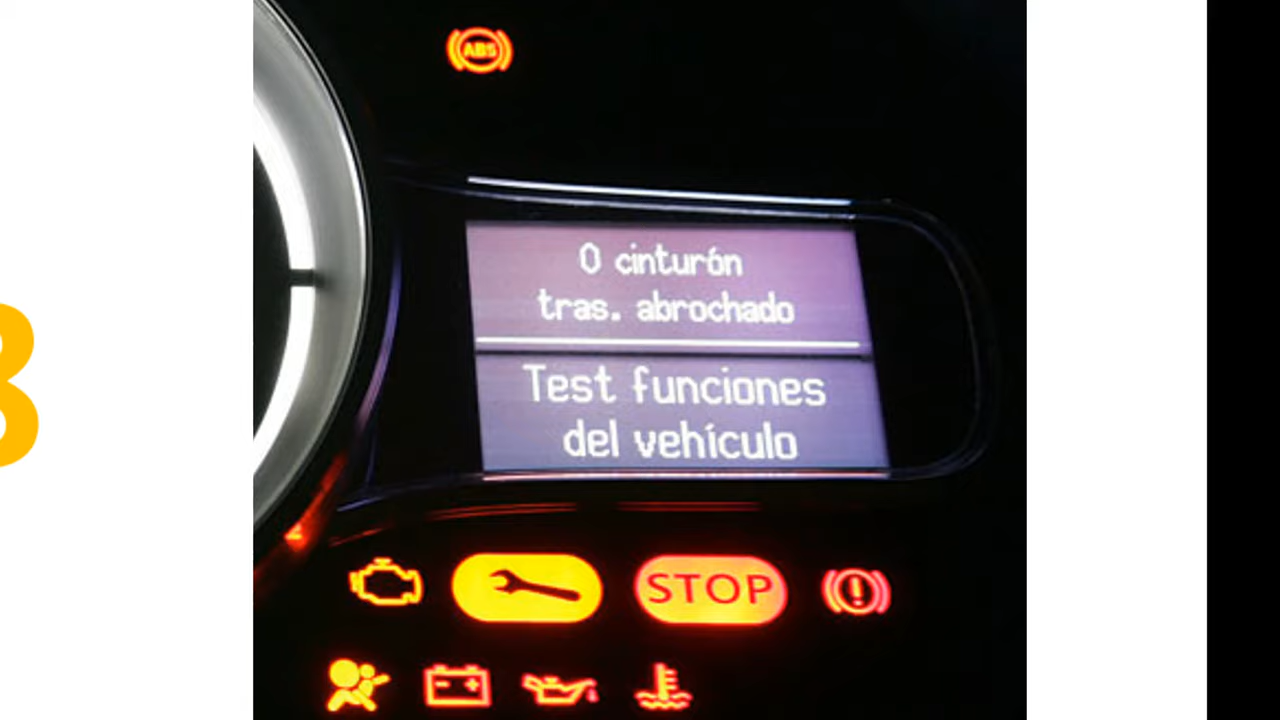 ABS
0 cinturón
tras. abrochado
Test funciones
del vehículo
STOP